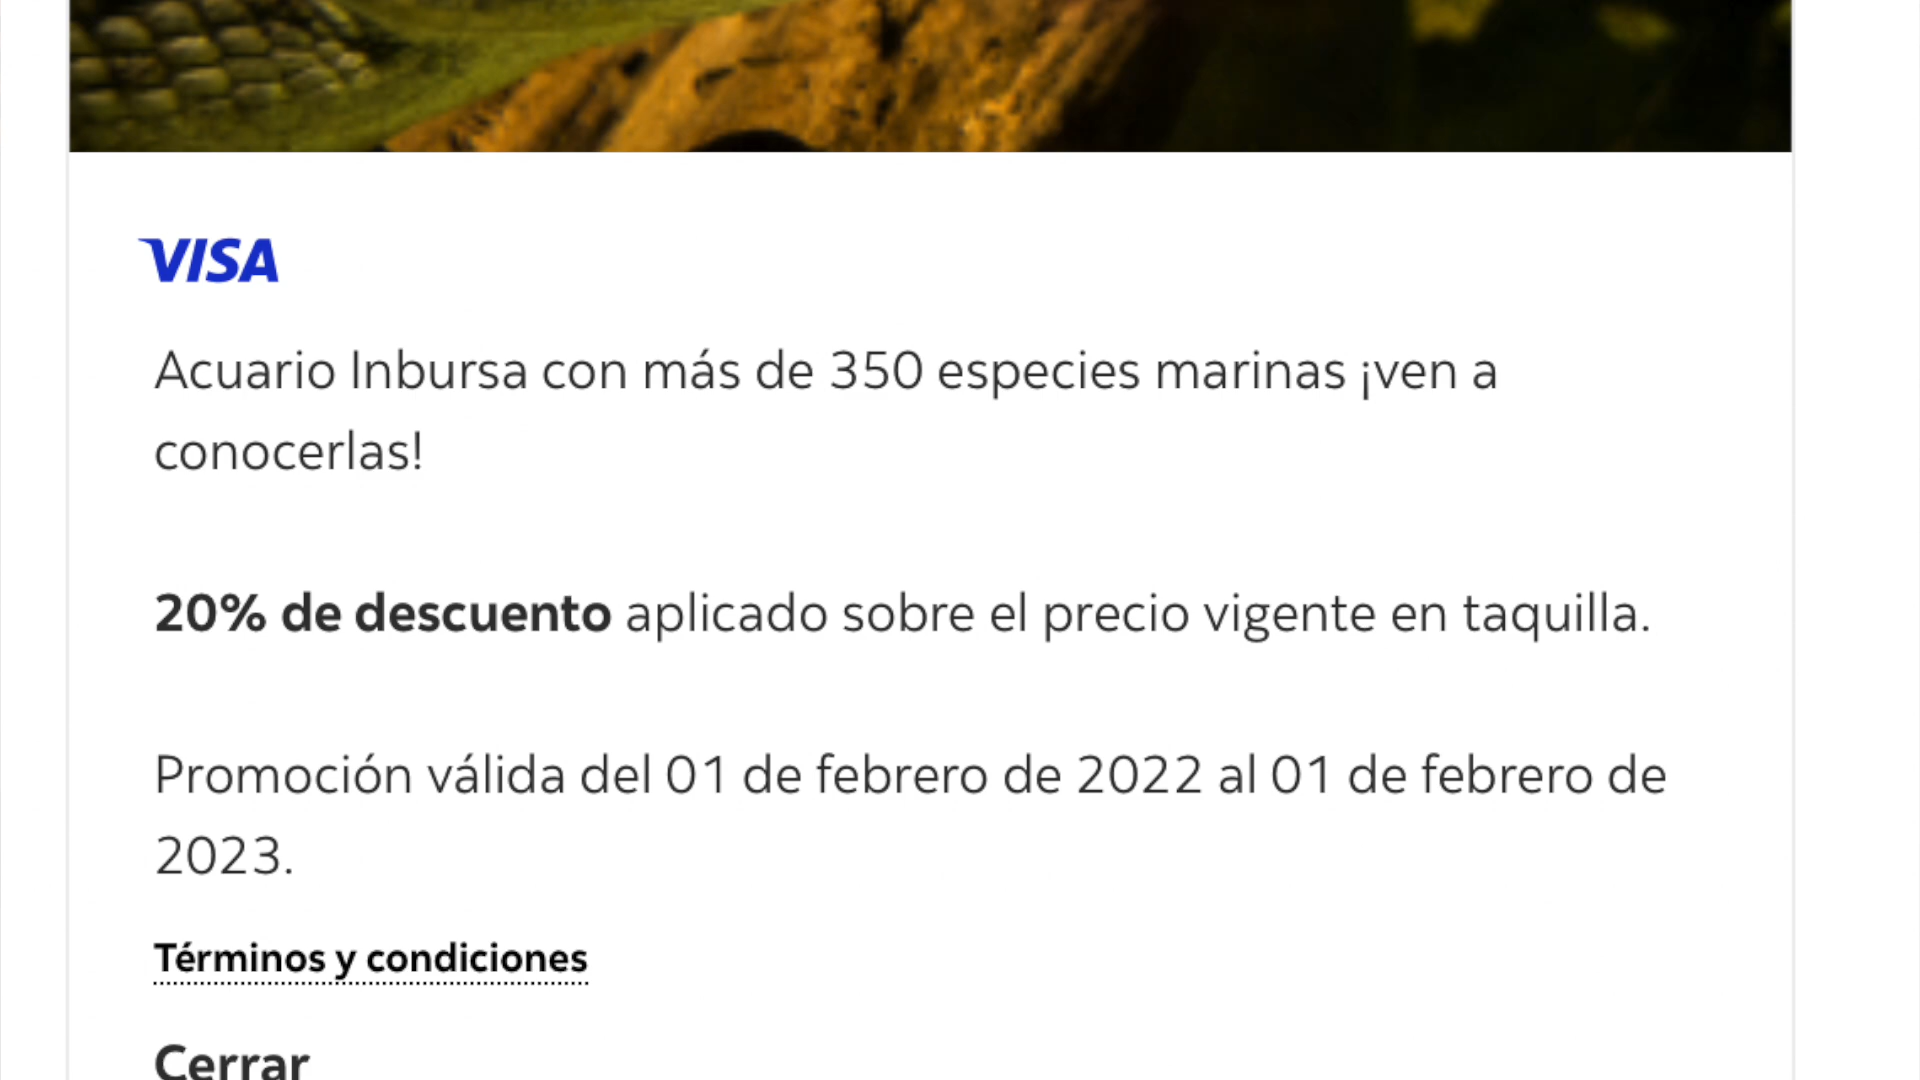 VISA
Acuario Inbursa con más de 350 especies marinas ¡ven a
conocerlas!
20% de descuento aplicado sobre el precio vigente en taquilla.
Promoción válida del 01 de febrero de 2022 al 01 de febrero de
2023.
Términos y condiciones
Cerrar